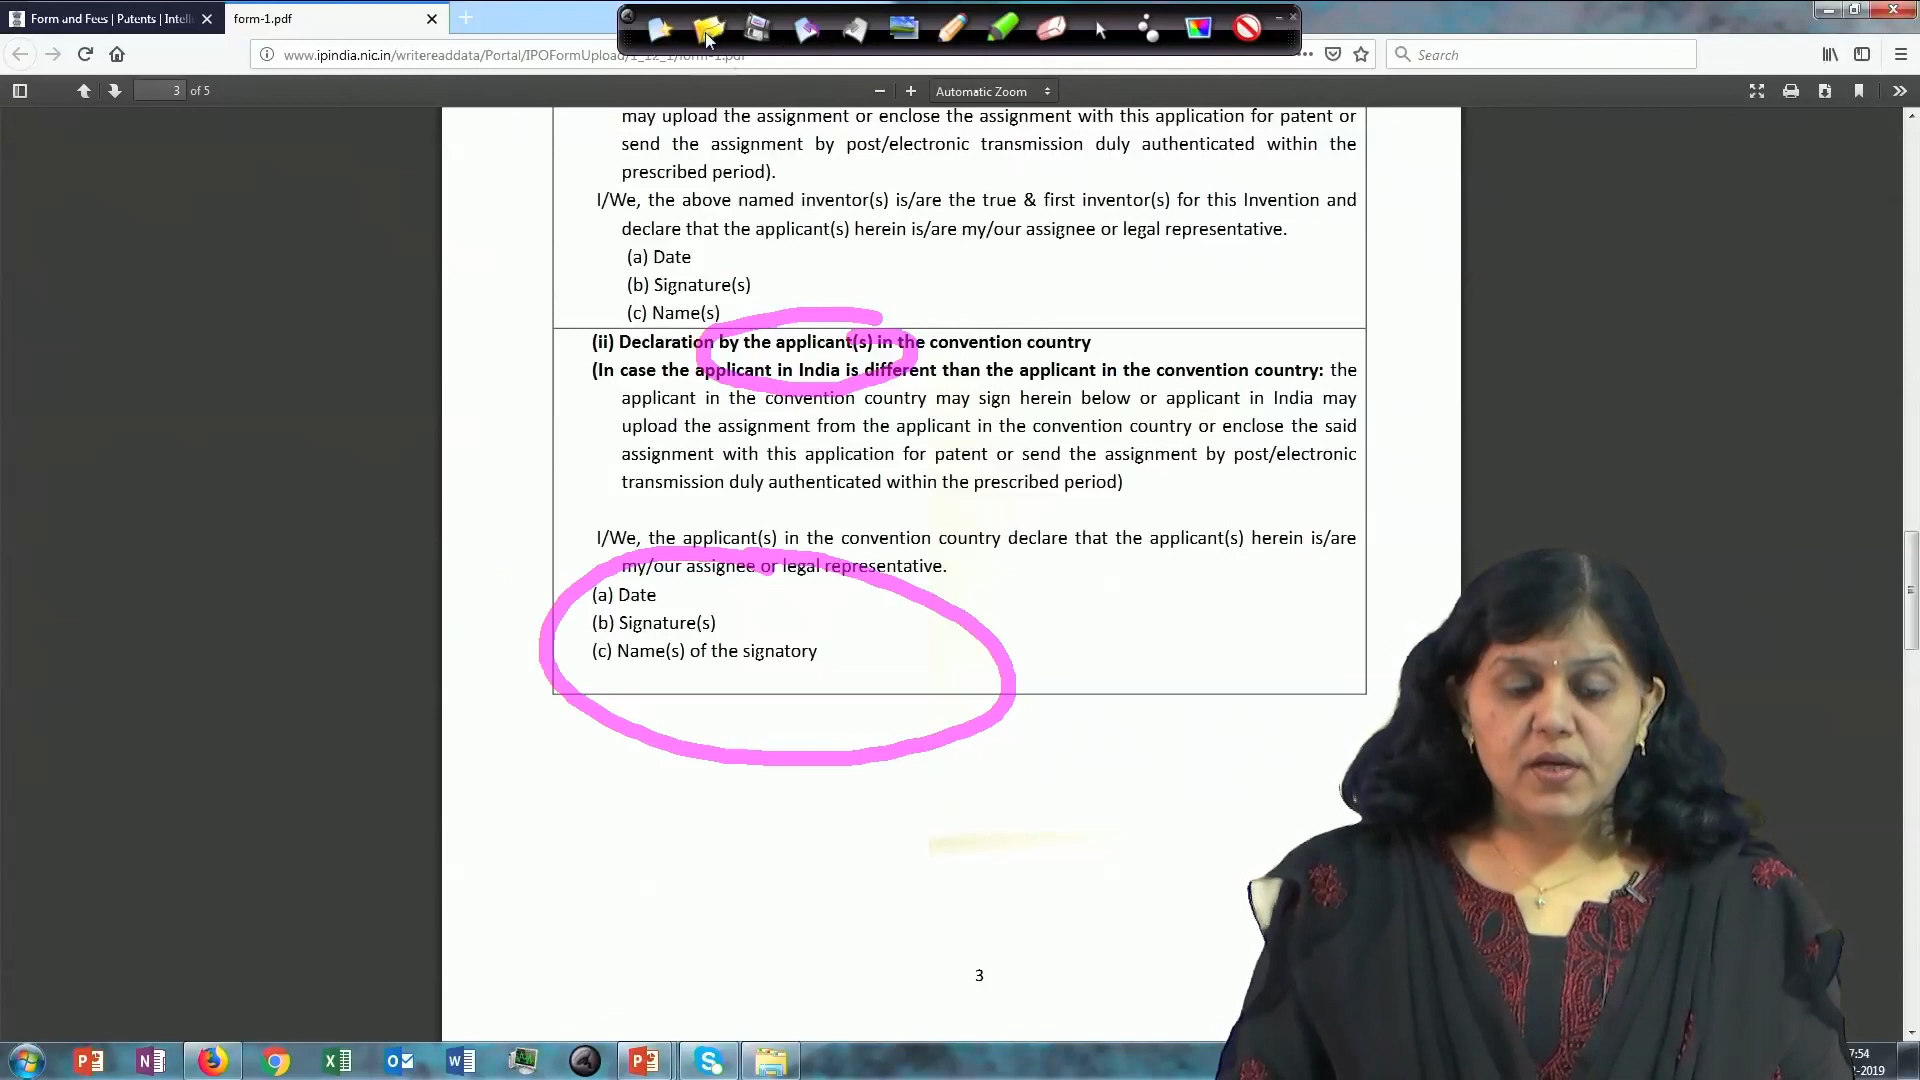 Form and Fees | Patents | Intell
form-1.pdf
www.ipindia.nic.in/writereaddata/Portal/IPOFormUpload/1_12_1/form-1.pdf
Search
3 of 5
Automatic Zoom
may upload the assignment or enclose the assignment with this application for patent or
send the assignment by post/electronic transmission duly authenticated within the
prescribed period).
I/We, the above named inventor(s) is/are the true & first inventor(s) for this Invention and
declare that the applicant(s) herein is/are my/our assignee or legal representative.
(a) Date
(b) Signature(s)
(c) Name(s)
(ii) Declaration by the applicant(s) in the convention country
(In case the applicant in India is different than the applicant in the convention country: the
applicant in the convention country may sign herein below or applicant in India may
upload the assignment from the applicant in the convention country or enclose the said
assignment with this application for patent or send the assignment by post/electronic
transmission duly authenticated within the prescribed period)
I/We, the applicant(s) in the convention country declare that the applicant(s) herein is/are
my/our assignee or legal representative.
(a) Date
(b) Signature(s)
(c) Name(s) of the signatory
3
7:54
-2019